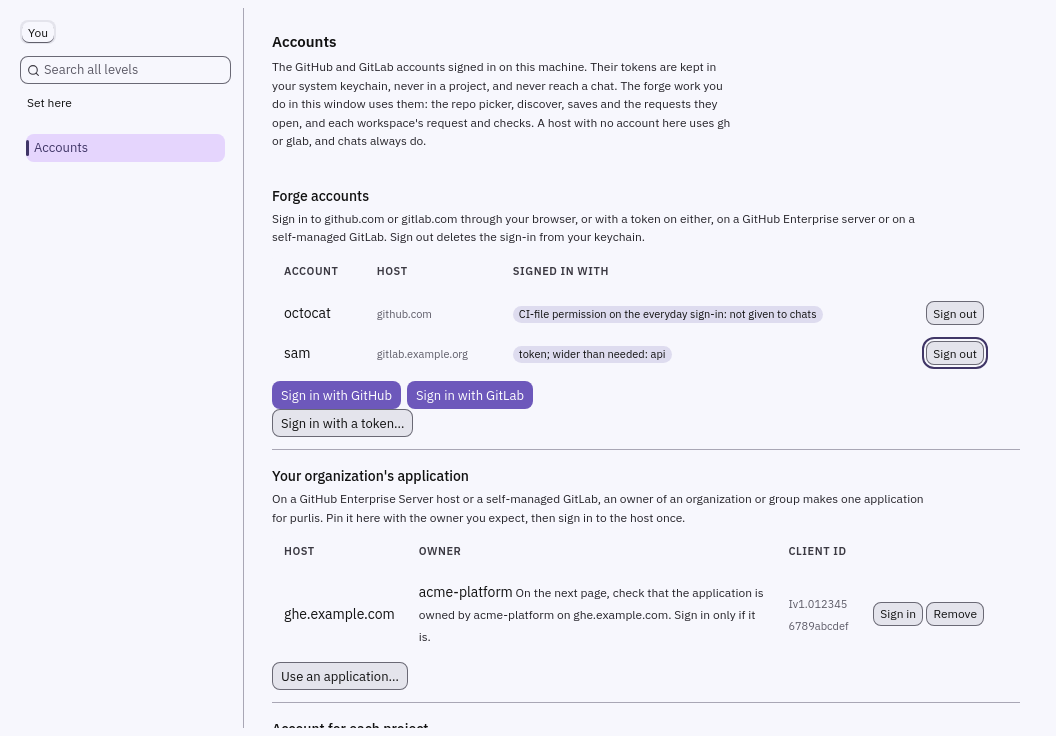 You
Search all levels
Set here
Accounts
Accounts
The GitHub and GitLab accounts signed in on this machine. Their tokens are kept in
your system keychain, never in a project, and never reach a chat. The forge work you
do in this window uses them: the repo picker, discover, saves and the requests they
open, and each workspace's request and checks. A host with no account here uses gh
or glab, and chats always do.
Forge accounts
Sign in to github.com or gitlab.com through your browser, or with a token on either, on a GitHub Enterprise server or on a
self-managed GitLab. Sign out deletes the sign-in from your keychain.
ACCOUNT HOST SIGNED IN WITH
octocat github.com CI-file permission on the everyday sign-in: not given to chats Sign out
sam gitlab.example.org token; wider than needed: api Sign out
Sign in with GitHub Sign in with GitLab
Sign in with a token...
Your organization's application
On a GitHub Enterprise Server host or a self-managed GitLab, an owner of an organization or group makes one application
for purlis. Pin it here with the owner you expect, then sign in to the host once.
HOST OWNER CLIENT ID
acme-platform On the next page, check that the application is
ghe.example.com owned by acme-platform on ghe.example.com. Sign in only if it
is.
Iv1.012345
6789abcdef
Sign in Remove
Use an application...
Account for each project